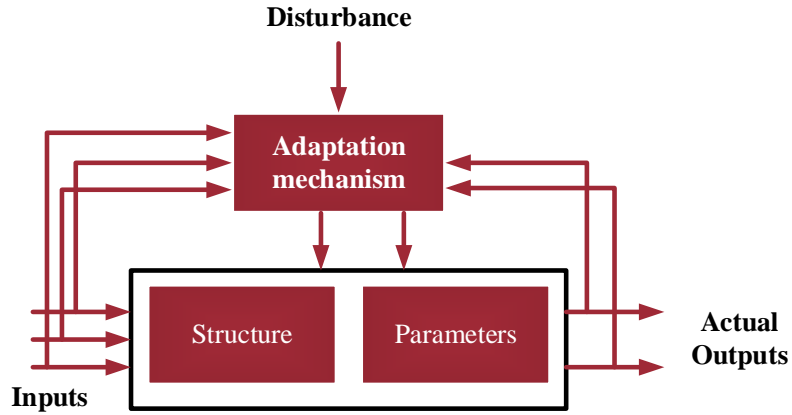 Disturbance
Adaptation
mechanism
Structure
Parameters
Actual
Outputs
Inputs